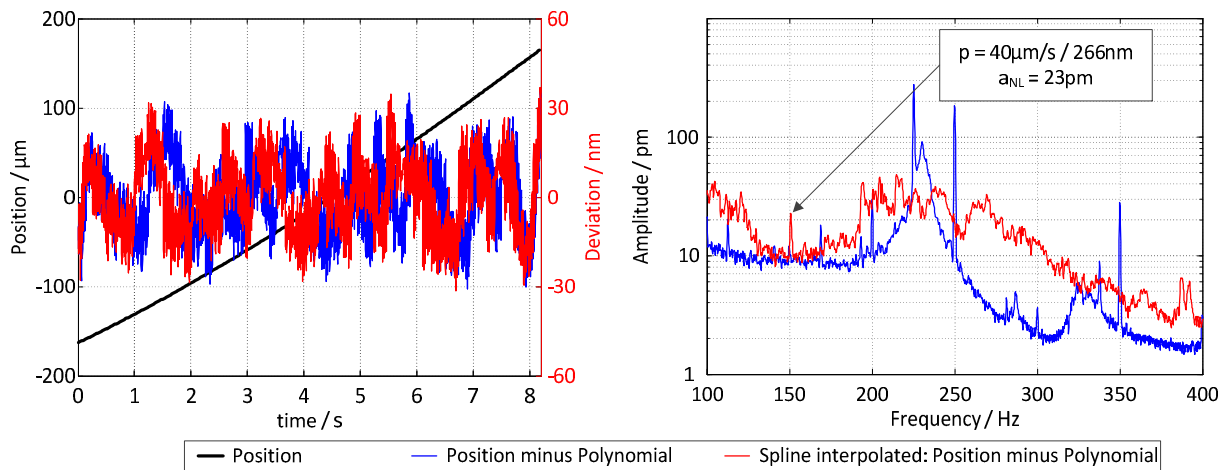 200
100
0
-100
-200
Position / µm
0 1 2 3 4 5 6 7 8
time / s
60
30
0
-30
-60
Deviation / nm
100
10
1
Amplitude / pm
p = 40µm/s / 266nm
aNL = 23pm
100 150 200 250 300 350 400
Frequency / Hz
Position
Position minus Polynomial
Spline interpolated: Position minus Polynomial